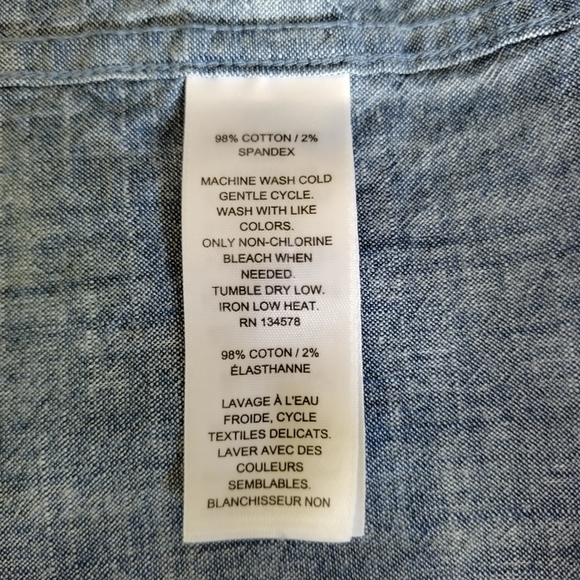 98% COTTON / 2%
SPANDEX
MACHINE WASH COLD
GENTLE CYCLE.
WASH WITH LIKE
COLORS.
ONLY NON-CHLORINE
BLEACH WHEN
NEEDED.
TUMBLE DRY LOW.
IRON LOW HEAT.
RN 134578
98% COTON / 2%
ÉLASTHANNE
LAVAGE À L'EAU
FROIDE, CYCLE
TEXTILES DELICATS.
LAVER AVEC DES
COULEURS
SEMBLABLES.
BLANCHISSEUR NON